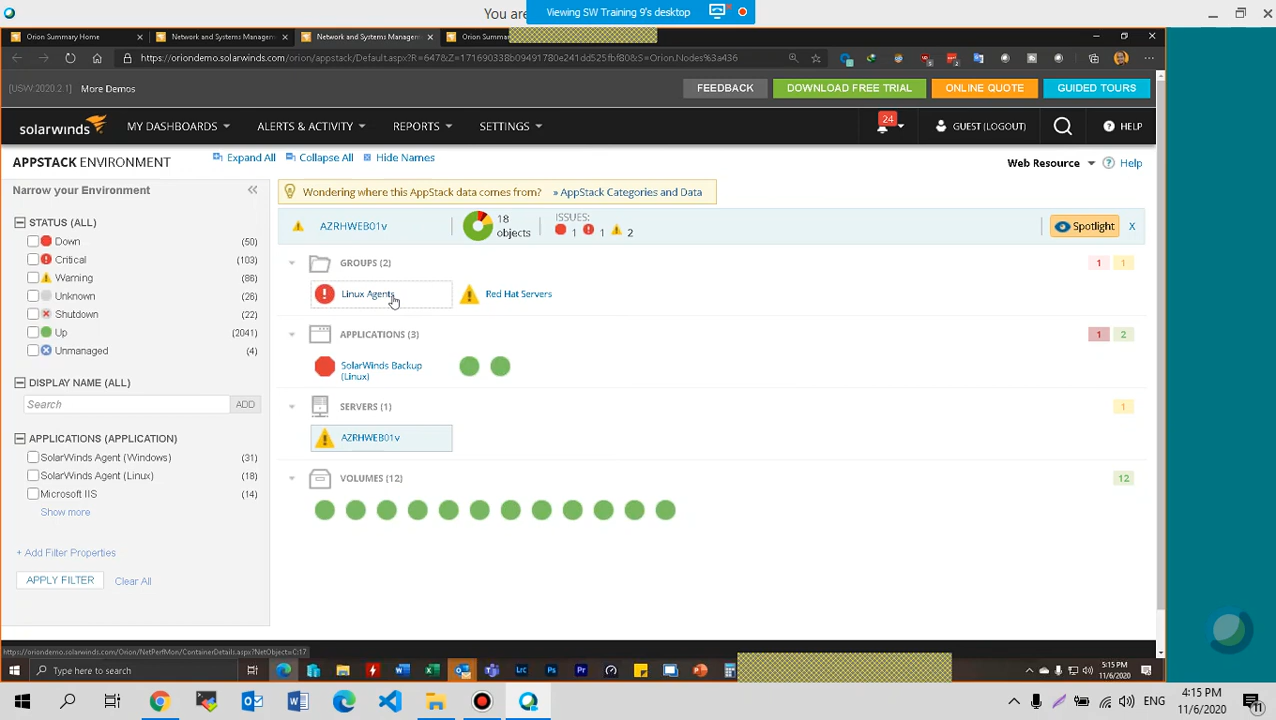 You are
Viewing SW Training 9's desktop
Orion Summary Home
Network and Systems Managem
Network and Systems Managem
Orion Summar
https://oriondemo.solarwinds.com/orion/appstack/Default.aspx?R=647&Z=171690338b09491780e241dd525fbf80&S=Orion.Nodes%3a436
[USW.2020.2.1]
More Demos
FEEDBACK
DOWNLOAD FREE TRIAL
ONLINE QUOTE
GUIDED TOURS
solarwinds
MY DASHBOARDS
ALERTS & ACTIVITY
REPORTS
SETTINGS
24
GUEST (LOGOUT)
HELP
APPSTACK ENVIRONMENT
Expand All
Collapse All
Hide Names
Web Resource
Help
Narrow your Environment
Wondering where this AppStack data comes from? » AppStack Categories and Data
STATUS (ALL)
Down (50)
Critical (103)
Warning (86)
Unknown (26)
Shutdown (22)
Up (2041)
Unmanaged (4)
DISPLAY NAME (ALL)
Search
ADD
APPLICATIONS (APPLICATION)
SolarWinds Agent (Windows) (31)
SolarWinds Agent (Linux) (18)
Microsoft IIS (14)
Show more
+ Add Filter Properties
APPLY FILTER
Clear All
AZRHWEB01v
18
objects
ISSUES:
1 1 2
Spotlight
X
GROUPS (2)
1 1
Linux Agents
Red Hat Servers
APPLICATIONS (3)
1 2
SolarWinds Backup
(Linux)
SERVERS (1)
1
AZRHWEB01v
VOLUMES (12)
12
https://oriondemo.solarwinds.com/Orion/NetPerfMon/ContainerDetails.aspx?NetObject=C:17
Type here to search
5:15 PM
11/6/2020
ENG
4:15 PM
11/6/2020